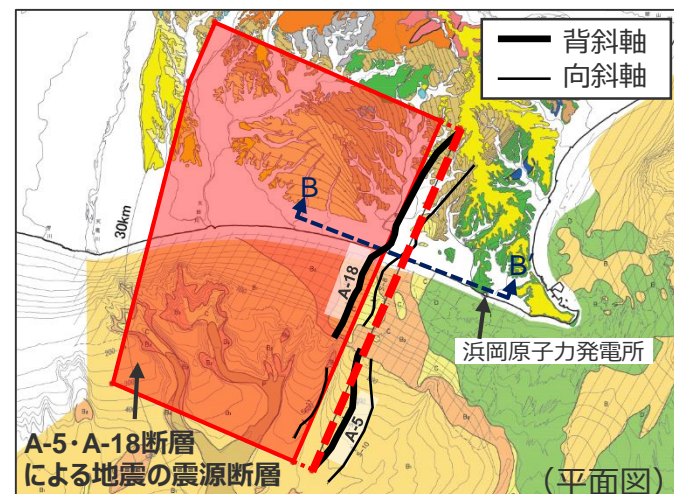 背斜軸
向斜軸
B
30km
A-18
B
浜岡原子力発電所
A-5
A-5・A-18断層
による地震の震源断層
(平面図)